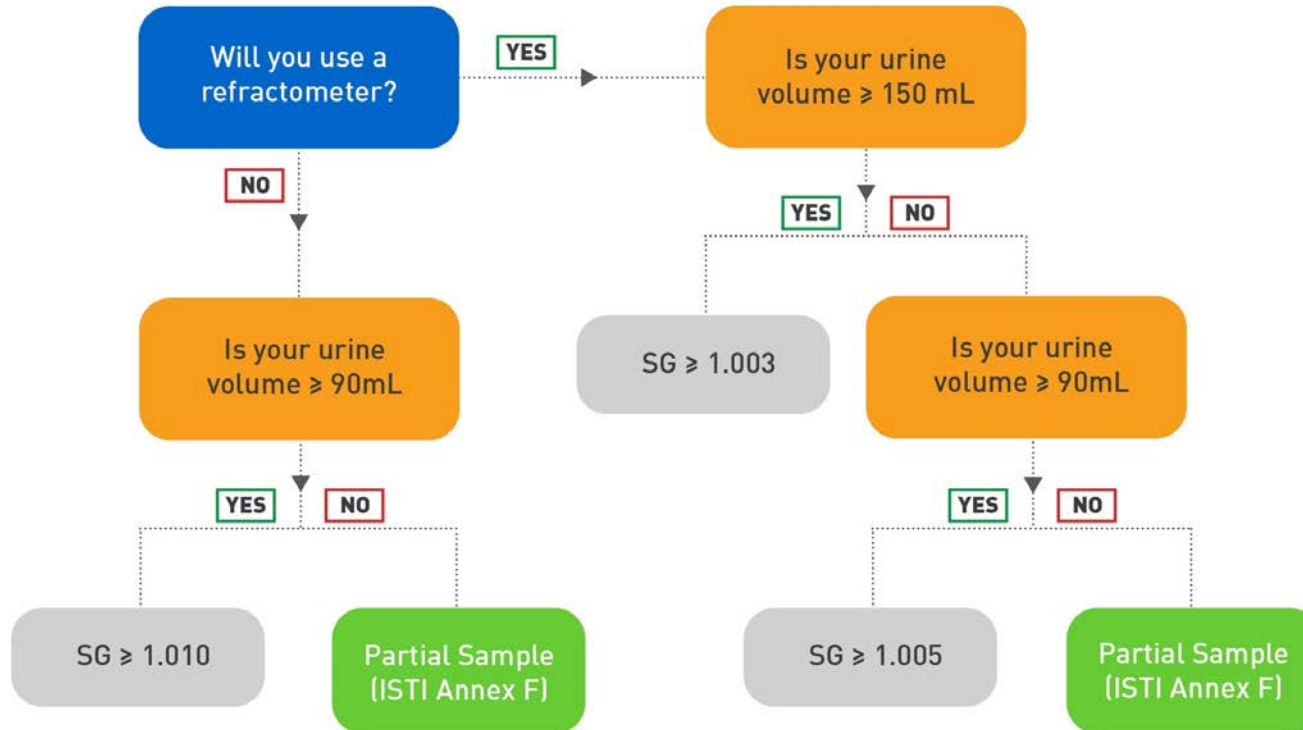 Will you use a
refractometer?
YES
Is your urine
volume ⩾ 150 mL
NO
YES
NO
Is your urine
volume ⩾ 90mL
SG ⩾ 1.003
Is your urine
volume ⩾ 90mL
YES
NO
YES
NO
SG ⩾ 1.010
Partial Sample
(ISTI Annex F)
SG ⩾ 1.005
Partial Sample
(ISTI Annex F)